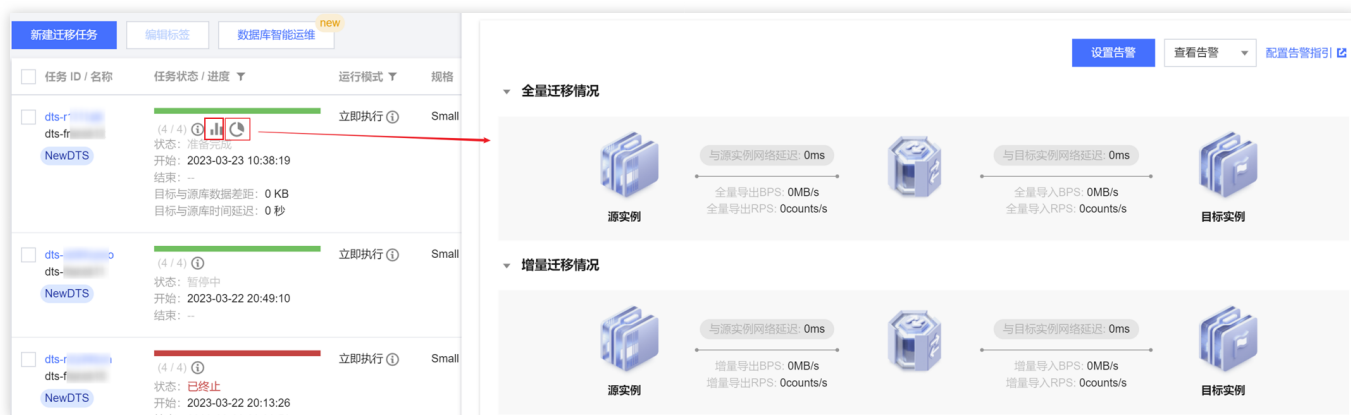 新建迁移任务
编辑标签
数据库智能运维
new
任务 ID / 名称
任务状态 / 进度
运行模式
规格
dts-r
dts-fr
NewDTS
(4 / 4)
状态：准备完成
开始：2023-03-23 10:38:19
结束：--
目标与源库数据差距：0 KB
目标与源库时间延迟：0 秒
立即执行
Small
dts-
dts-
NewDTS
(4 / 4)
状态：暂停中
开始：2023-03-22 20:49:10
结束：--
立即执行
Small
dts-r
dts-f
NewDTS
(4 / 4)
状态：已终止
开始：2023-03-22 20:13:26
立即执行
Small
设置告警
查看告警
配置告警指引
全量迁移情况
与源实例网络延迟: 0ms
全量导出BPS: 0MB/s
全量导出RPS: 0counts/s
源实例
与目标实例网络延迟: 0ms
全量导入BPS: 0MB/s
全量导入RPS: 0counts/s
目标实例
增量迁移情况
与源实例网络延迟: 0ms
增量导出BPS: 0MB/s
增量导出RPS: 0counts/s
源实例
与目标实例网络延迟: 0ms
增量导入BPS: 0MB/s
增量导入RPS: 0counts/s
目标实例